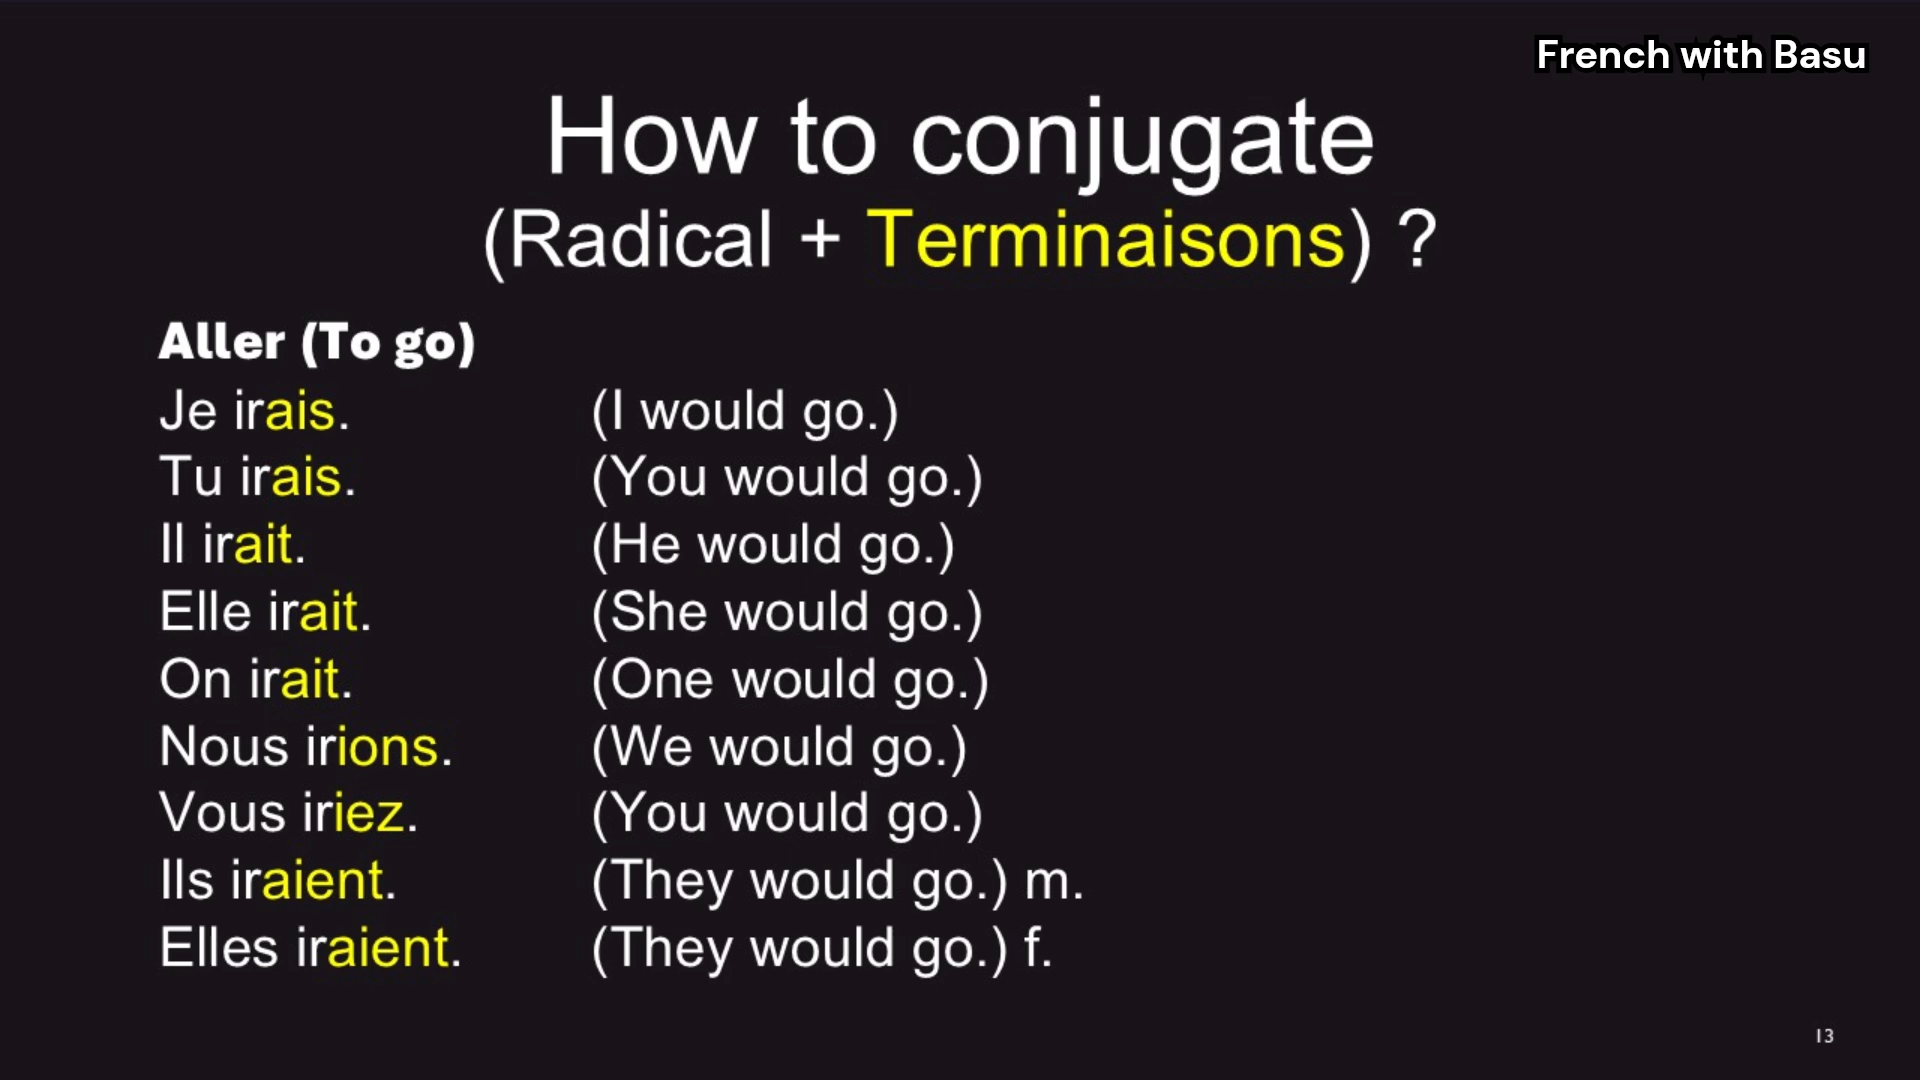 French with Basu
How to conjugate
(Radical + Terminaisons) ?
Aller (To go)
Je irais. (I would go.)
Tu irais. (You would go.)
Il irait. (He would go.)
Elle irait. (She would go.)
On irait. (One would go.)
Nous irions. (We would go.)
Vous iriez. (You would go.)
Ils iraient. (They would go.) m.
Elles iraient. (They would go.) f.
13